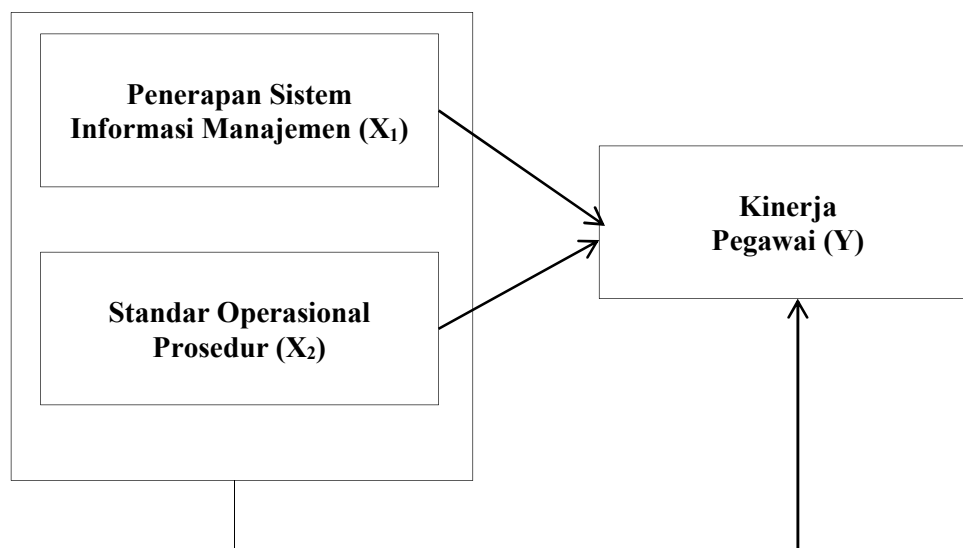 Penerapan Sistem
Informasi Manajemen (X₁)
Standar Operasional
Prosedur (X₂)
Kinerja
Pegawai (Y)